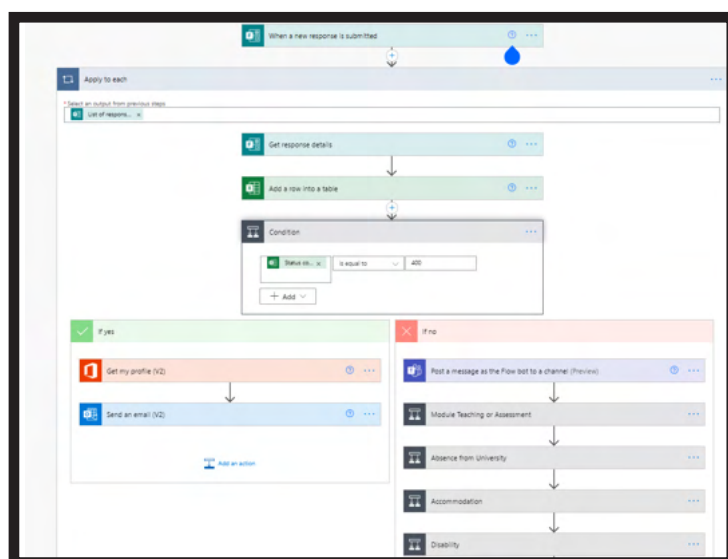 When a new response is submitted
Apply to each
* Select an output from previous steps
List of respons... x
Get response details
Add a row into a table
Condition
Status co... x
is equal to
400
+ Add
If yes
If no
Get my profile (V2)
Send an email (V2)
Add an action
Post a message as the Flow bot to a channel (Preview)
Module Teaching or Assessment
Absence from University
Accommodation
Disability